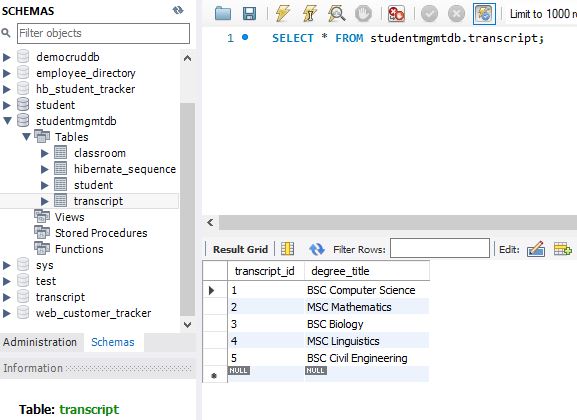 SCHEMAS
Filter objects
democruddb
employee_directory
hb_student_tracker
student
studentmgmtdb
Tables
classroom
hibernate_sequence
student
transcript
Views
Stored Procedures
Functions
sys
test
transcript
web_customer_tracker
Administration Schemas
Information
Table: transcript
Limit to 1000 r
1 SELECT * FROM studentmgmtdb.transcript;
Result Grid Filter Rows: Edit:
transcript_id degree_title
1 BSC Computer Science
2 MSC Mathematics
3 BSC Biology
4 MSC Linguistics
5 BSC Civil Engineering
NULL NULL